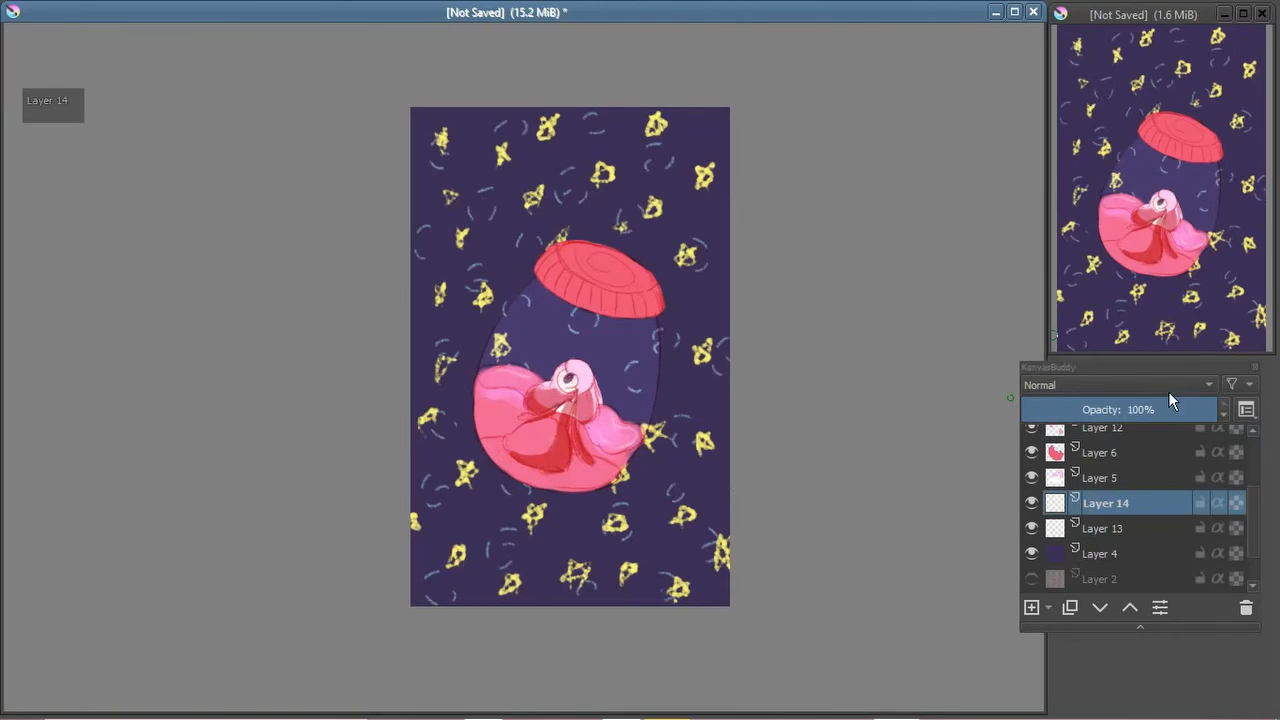 [Not Saved] (15.2 MiB) *
[Not Saved] (1.6 MiB)
Layer 14
KanvasBuddy
Normal
Opacity: 100%
Layer 12
Layer 6
Layer 5
Layer 14
Layer 13
Layer 4
Layer 2